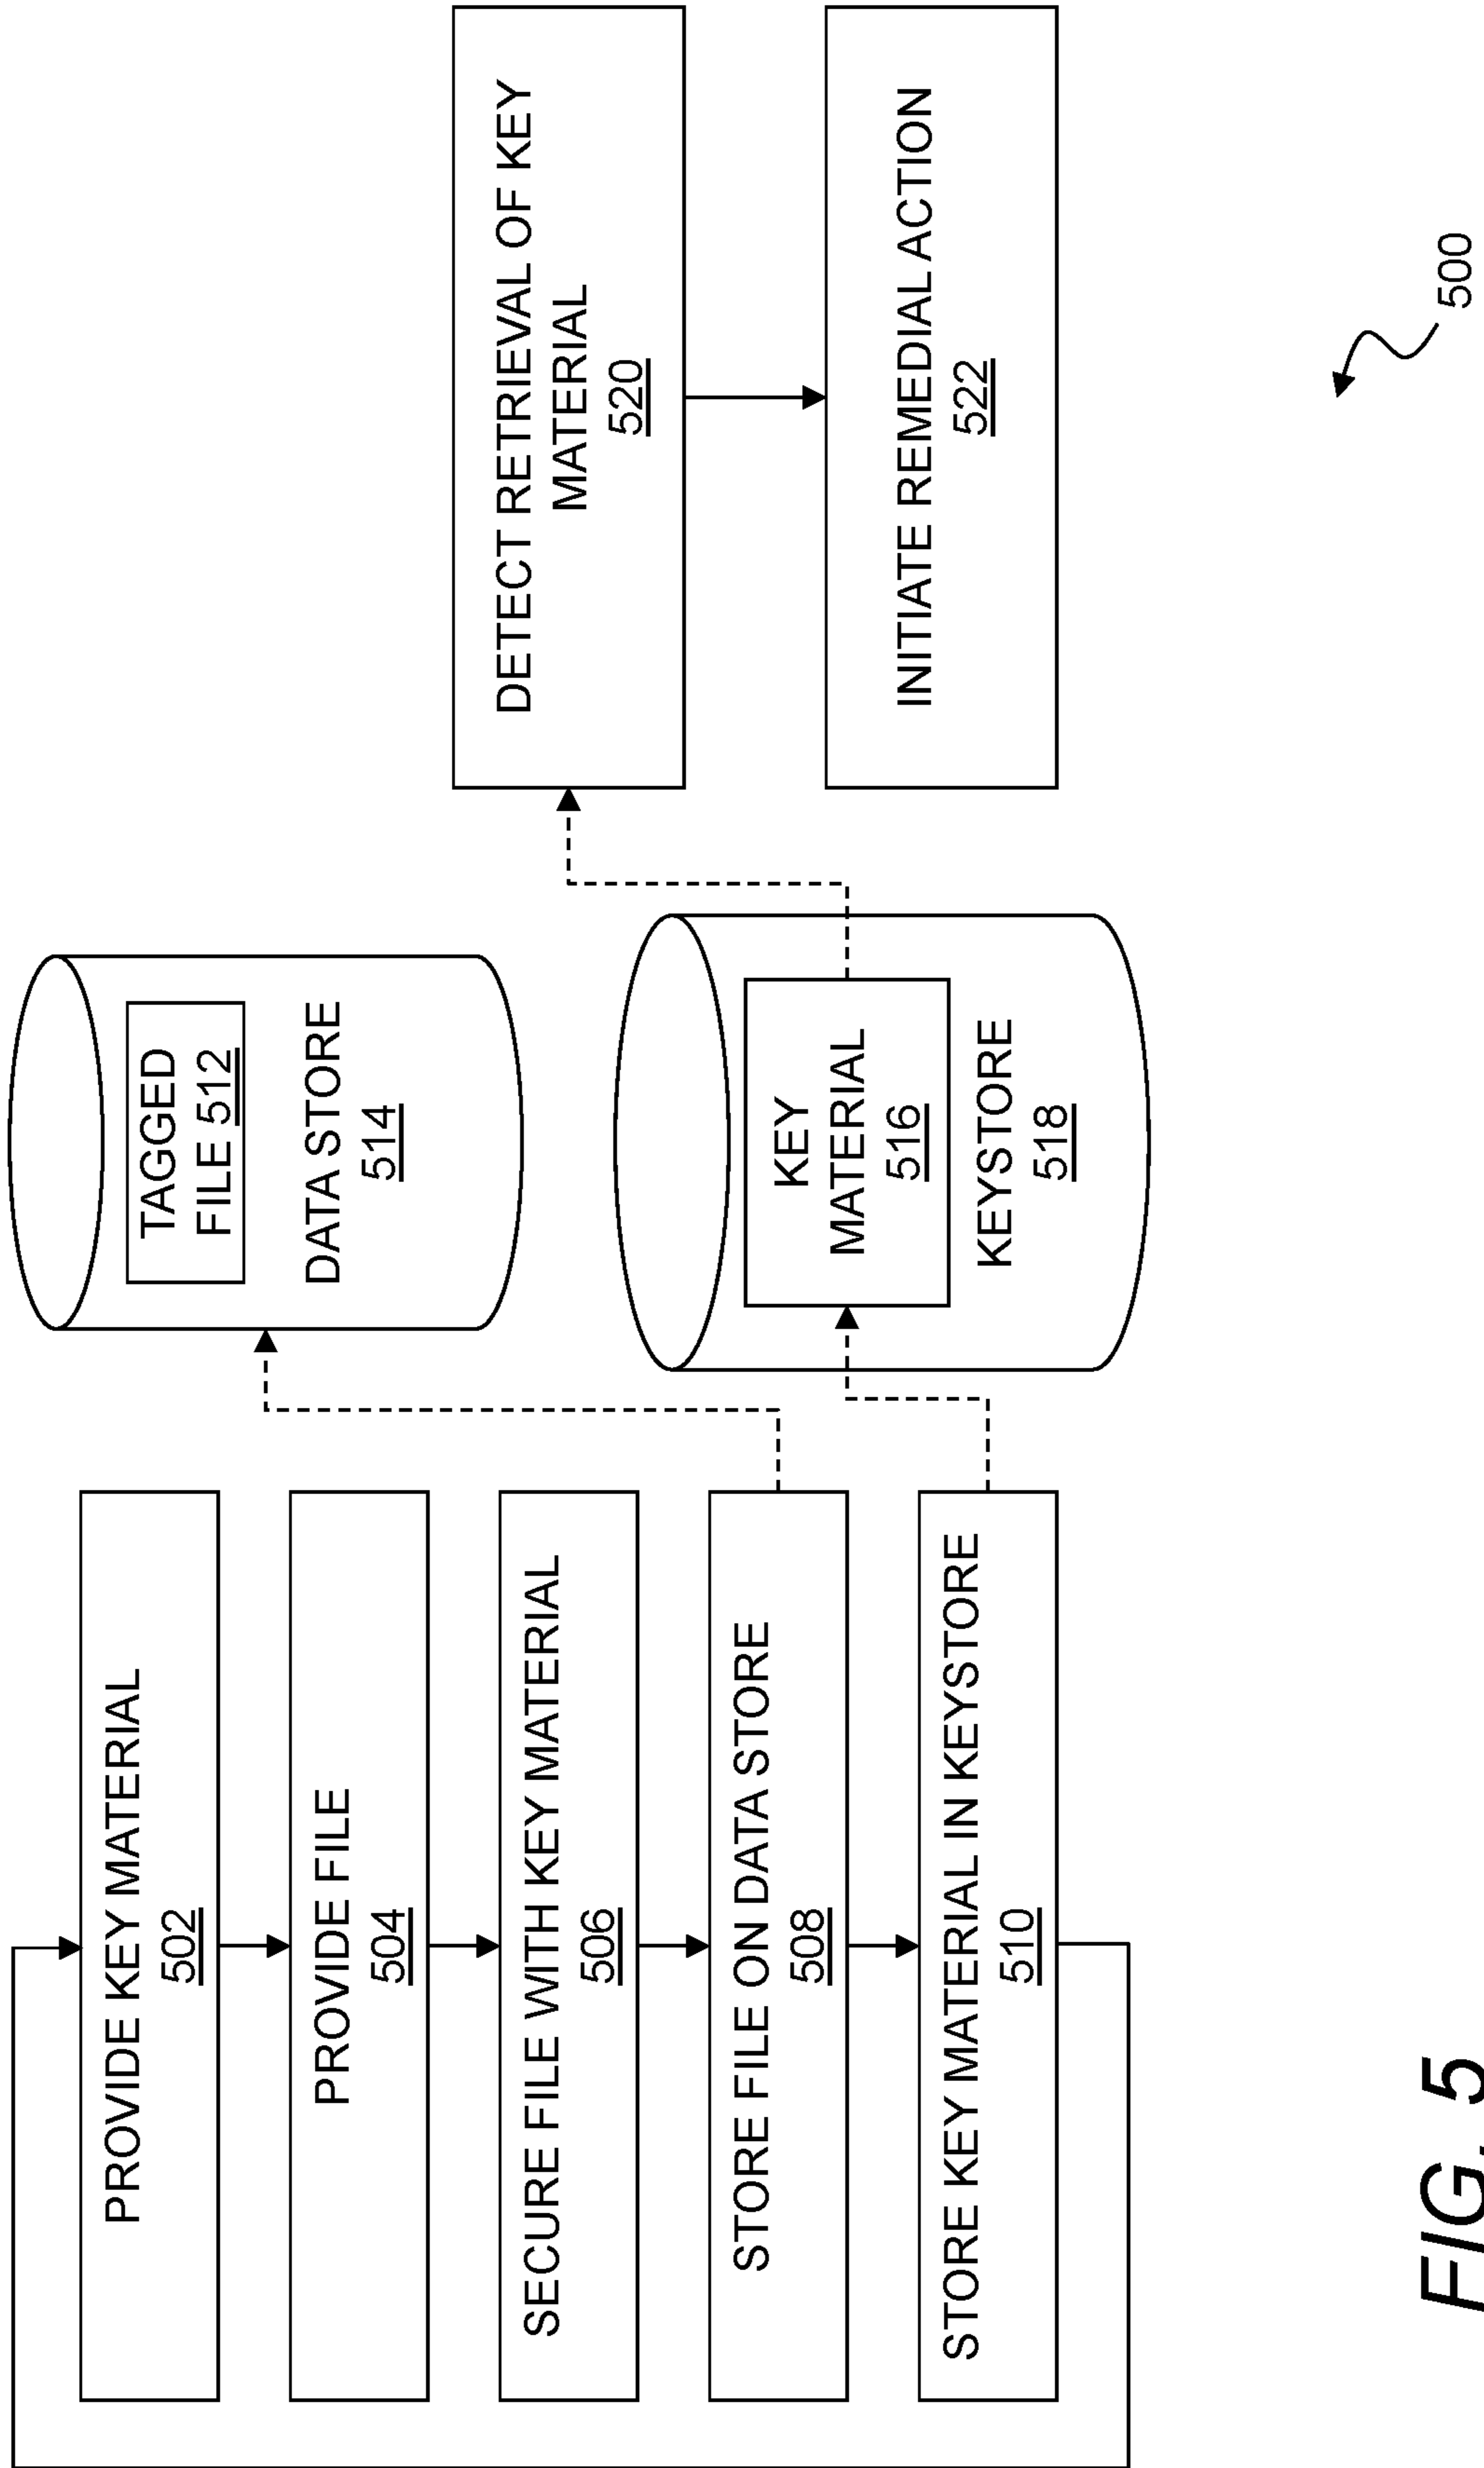 PROVIDE KEY MATERIAL
502
PROVIDE FILE
504
SECURE FILE WITH KEY MATERIAL
506
STORE FILE ON DATA STORE
508
STORE KEY MATERIAL IN KEYSTORE
510
TAGGED
FILE 512
DATA STORE
514
KEY
MATERIAL
516
KEYSTORE
518
DETECT RETRIEVAL OF KEY
MATERIAL
520
INITIATE REMEDIAL ACTION
522
500
FIG. 5